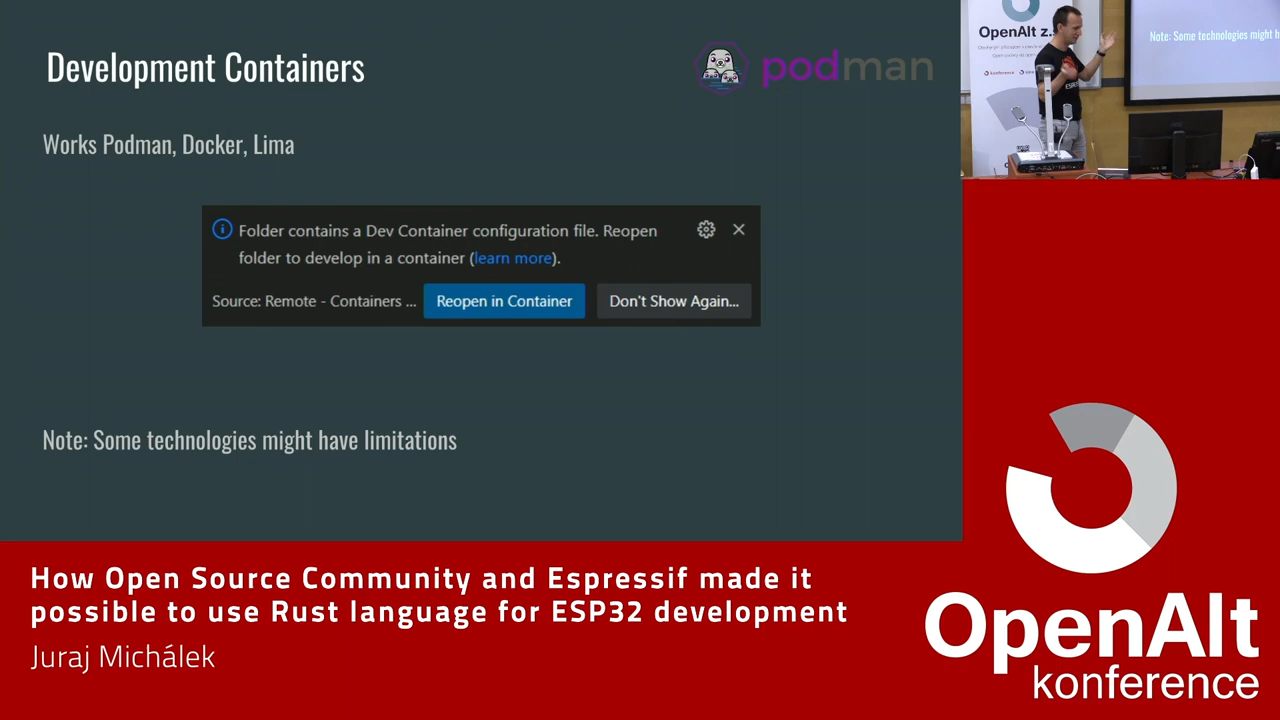 Development Containers
podman
Works Podman, Docker, Lima
Folder contains a Dev Container configuration file. Reopen
folder to develop in a container (learn more).
Source: Remote - Containers ...
Reopen in Container
Don't Show Again...
Note: Some technologies might have limitations
OpenAlt z.
Note: Some technologies might h
How Open Source Community and Espressif made it
possible to use Rust language for ESP32 development
Juraj Michálek
OpenAlt
konference